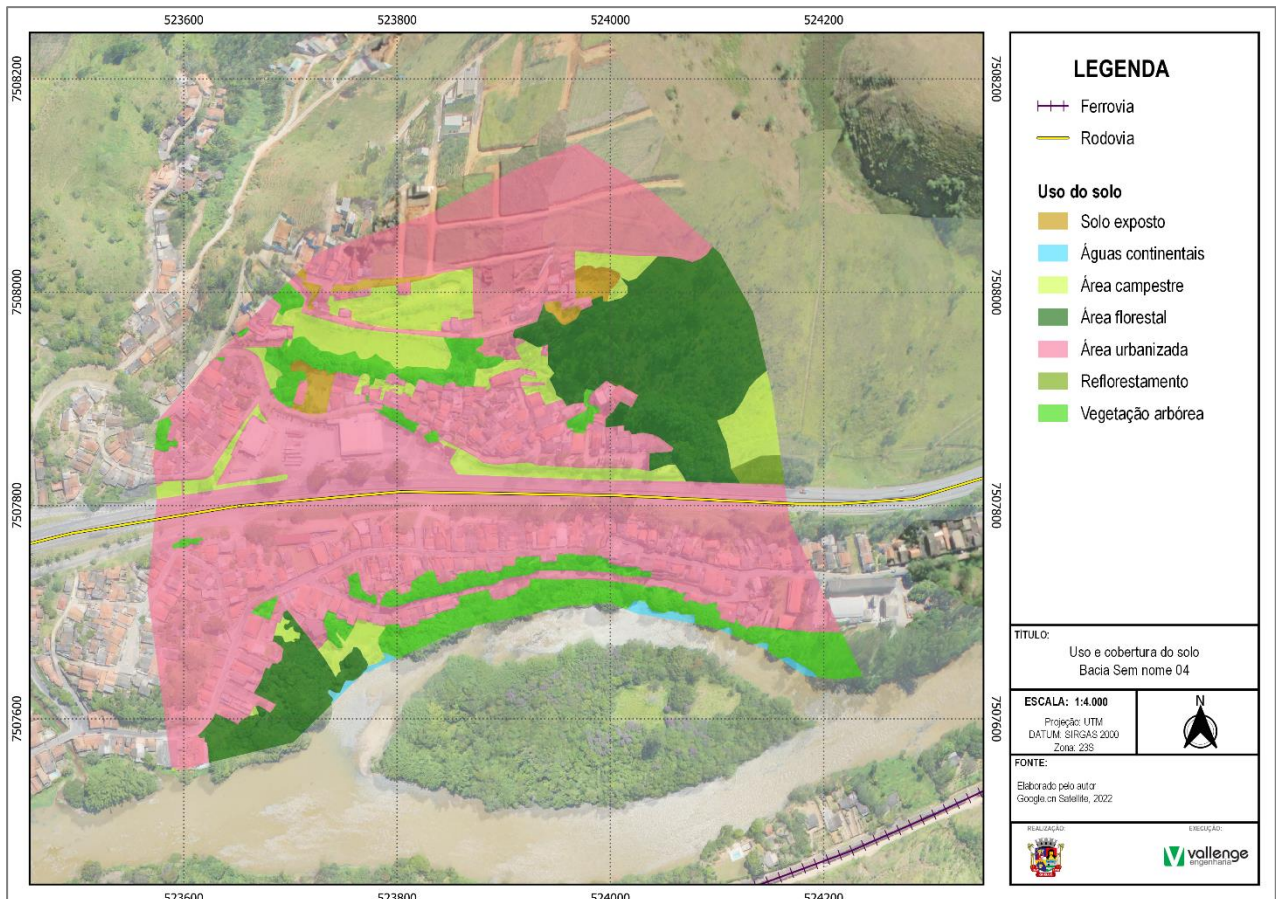 523600
523800
524000
524200
7508200
7508000
7507800
7507600
7508200
7508000
7507800
7507600
523600
523800
524000
524200
LEGENDA
Ferrovia
Rodovia
Uso do solo
Solo exposto
Águas continentais
Área campestre
Área florestal
Área urbanizada
Reflorestamento
Vegetação arbórea
TÍTULO:
Uso e cobertura do solo
Bacia Sem nome 04
ESCALA: 1:4.000
Projeção: UTM
DATUM: SIRGAS 2000
Zona: 23S
N
FONTE:
Elaborado pelo autor
Google.cn Satellite, 2022
REALIZAÇÃO:
EXECUÇÃO:
vallenge
engenharia